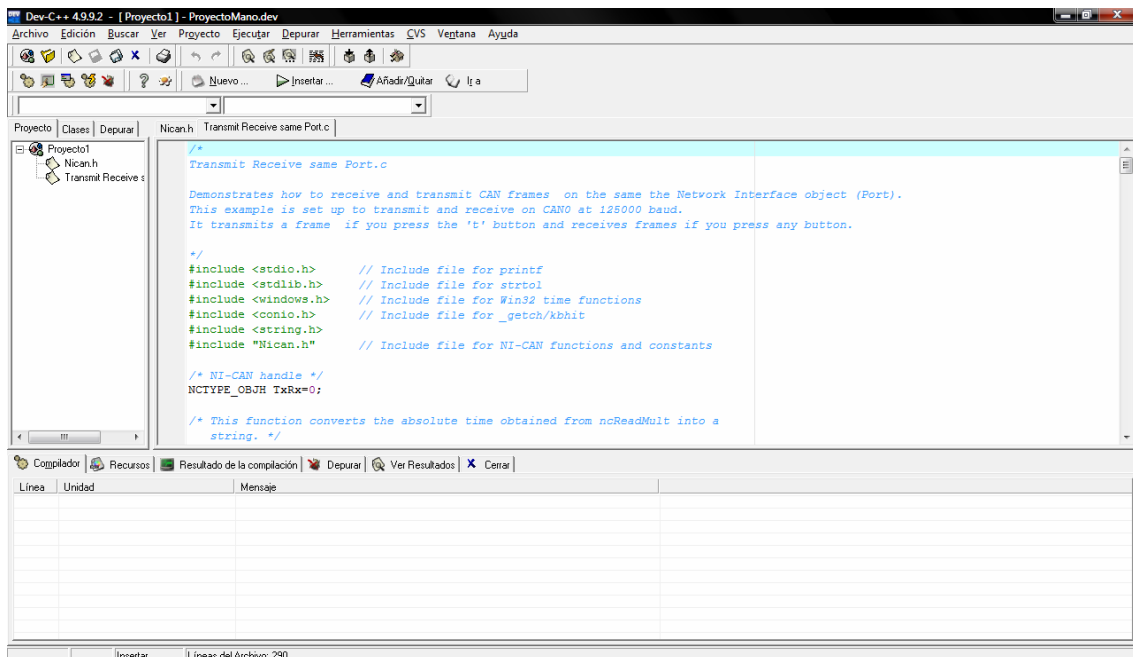 Dev-C++ 4.9.9.2 - [ Proyecto1 ] - ProyectoMano.dev
Archivo Edición Buscar Ver Proyecto Ejecutar Depurar Herramientas CVS Ventana Ayuda
Nuevo ... Insertar ... Añadir/Quitar Ir a
Proyecto Clases Depurar Nican.h Transmit Receive same Port.c
Proyecto1
Nican.h
Transmit Receive s
/*
Transmit Receive same Port.c
Demonstrates how to receive and transmit CAN frames  on the same the Network Interface object (Port).
This example is set up to transmit and receive on CAN0 at 125000 baud.
It transmits a frame  if you press the 't' button and receives frames if you press any button.
*/
#include <stdio.h> // Include file for printf
#include <stdlib.h> // Include file for strtol
#include <windows.h> // Include file for Win32 time functions
#include <conio.h> // Include file for _getch/kbhit
#include <string.h>
#include "Nican.h" // Include file for NI-CAN functions and constants
/* NI-CAN handle */
NCTYPE_OBJH TxRx=0;
/* This function converts the absolute time obtained from ncReadMult into a
string. */
Compilador Recursos Resultado de la compilación Depurar Ver Resultados Cerrar
Línea Unidad Mensaje
Insertar Líneas del Archivo: 290